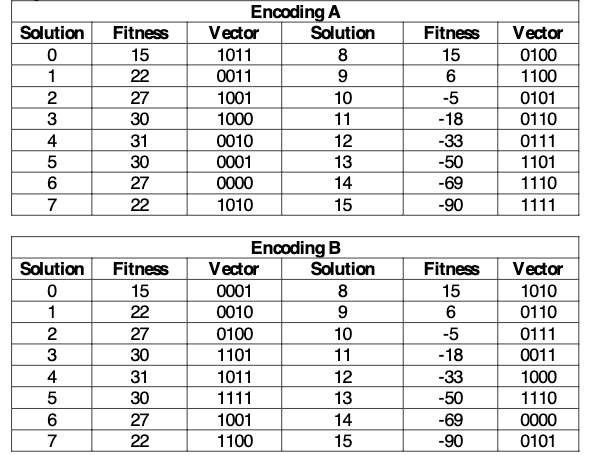 Encoding A
Solution Fitness Vector Solution Fitness Vector
0 15 1011 8 15 0100
1 22 0011 9 6 1100
2 27 1001 10 -5 0101
3 30 1000 11 -18 0110
4 31 0010 12 -33 0111
5 30 0001 13 -50 1101
6 27 0000 14 -69 1110
7 22 1010 15 -90 1111
Encoding B
Solution Fitness Vector Solution Fitness Vector
0 15 0001 8 15 1010
1 22 0010 9 6 0110
2 27 0100 10 -5 0111
3 30 1101 11 -18 0011
4 31 1011 12 -33 1000
5 30 1111 13 -50 1110
6 27 1001 14 -69 0000
7 22 1100 15 -90 0101